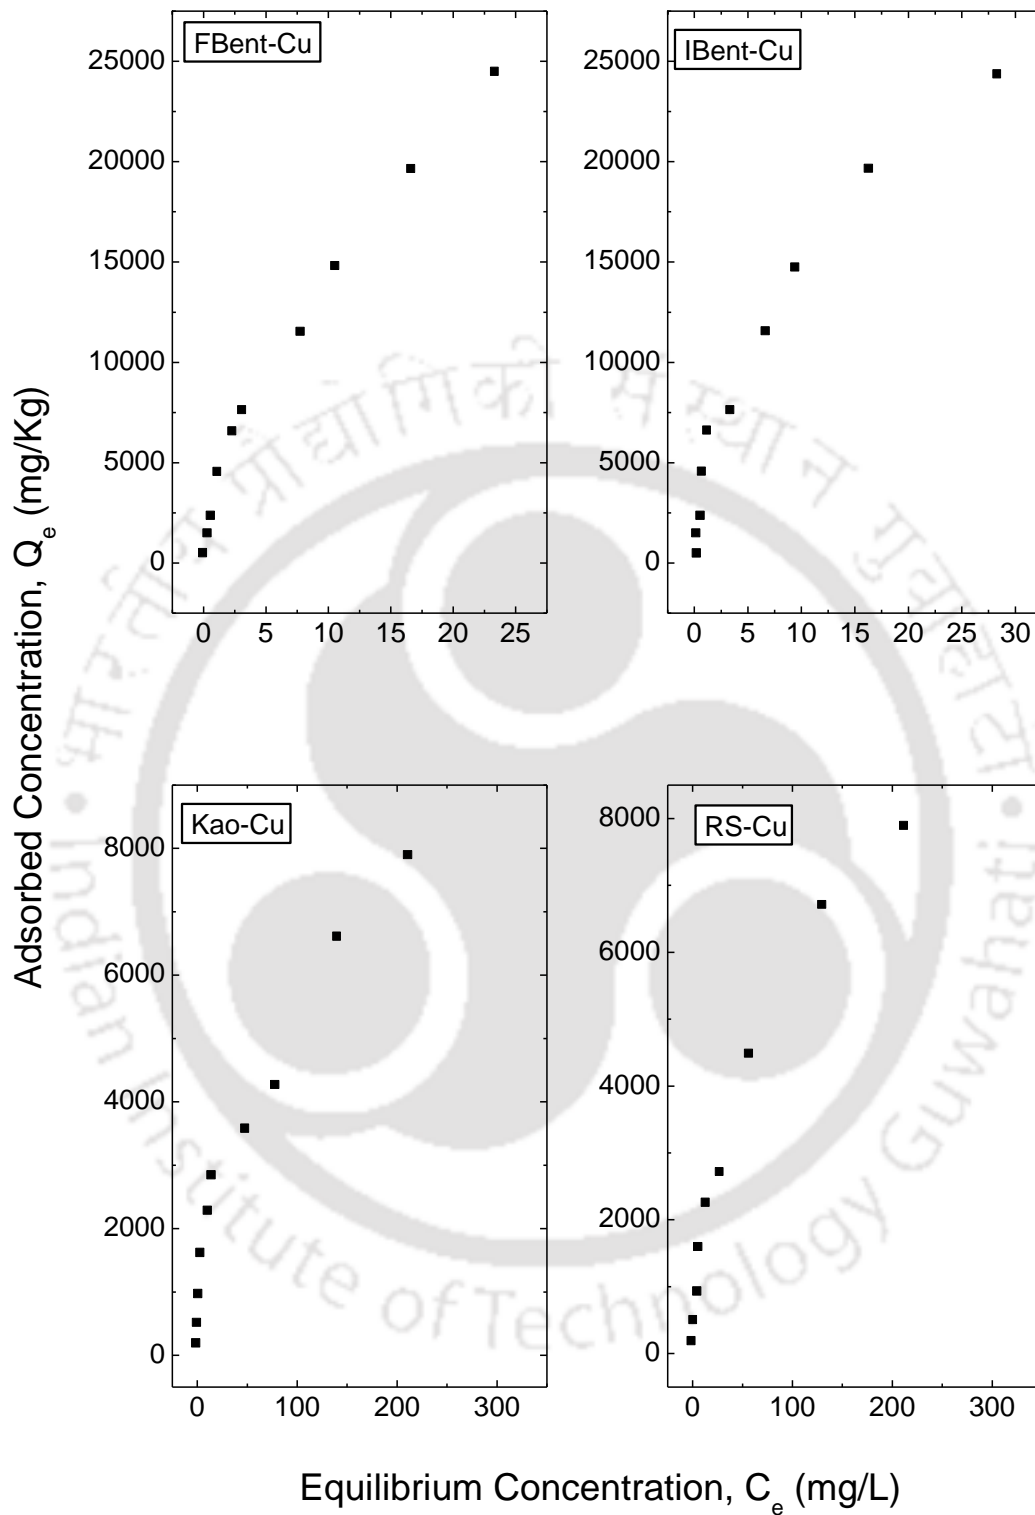 FBent-Cu
IBent-Cu
25000
20000
15000
10000
5000
0
0 5 10 15 20 25
25000
20000
15000
10000
5000
0
0 5 10 15 20 25 30
Adsorbed Concentration, Qe (mg/Kg)
Kao-Cu
RS-Cu
8000
6000
4000
2000
0
0 100 200 300
8000
6000
4000
2000
0
0 100 200 300
Equilibrium Concentration, Ce (mg/L)
भारतीय प्रौद्योगिकी संस्थान गुवाहाटी
Indian Institute of Technology Guwahati